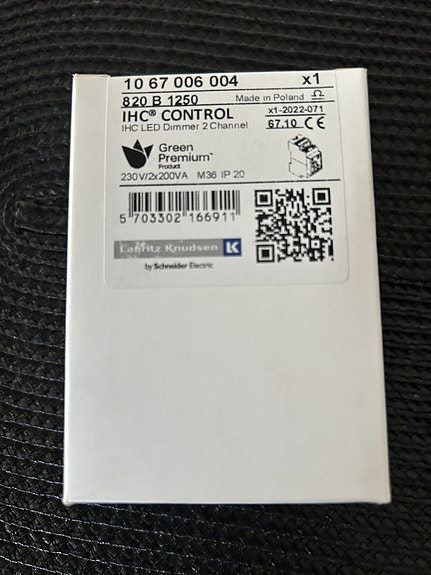 10 67 006 004 x1
820 B 1250 Made in Poland Ω
IHC® CONTROL x1-2022-071
IHC LED Dimmer 2 Channel 67.10 CE
Green
Premium™
Product
230V/2x200VA M36 IP 20
5 703302 166911
Lauritz Knudsen LK
by Schneider Electric